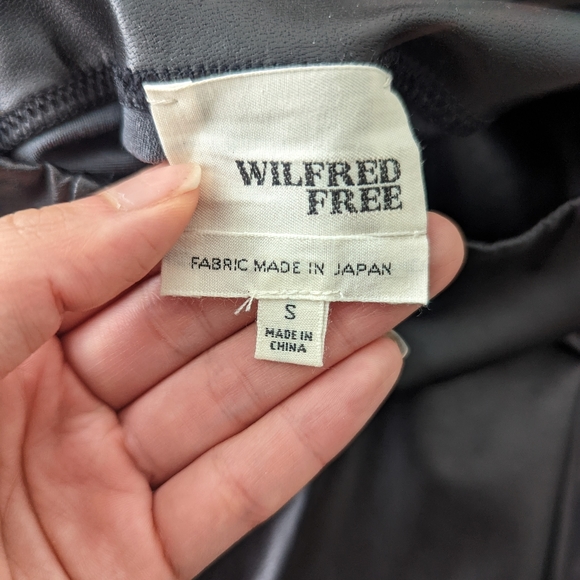 WILFRED
FREE
FABRIC MADE IN JAPAN
S
MADE IN
CHINA